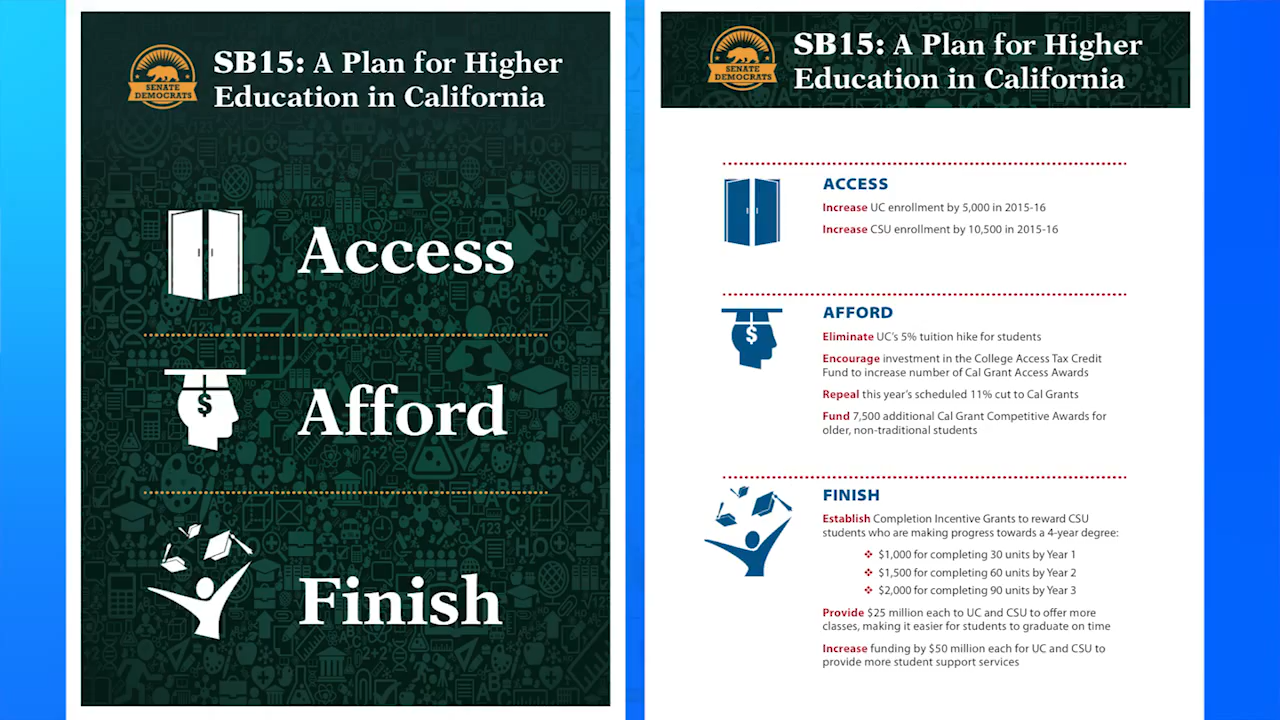 SENATE
DEMOCRATS
SB15: A Plan for Higher
Education in California
Access
Afford
Finish
SENATE
DEMOCRATS
SB15: A Plan for Higher
Education in California
ACCESS
Increase UC enrollment by 5,000 in 2015-16
Increase CSU enrollment by 10,500 in 2015-16
AFFORD
Eliminate UC's 5% tuition hike for students
Encourage investment in the College Access Tax Credit
Fund to increase number of Cal Grant Access Awards
Repeal this year's scheduled 11% cut to Cal Grants
Fund 7,500 additional Cal Grant Competitive Awards for
older, non-traditional students
FINISH
Establish Completion Incentive Grants to reward CSU
students who are making progress towards a 4-year degree:
$1,000 for completing 30 units by Year 1
$1,500 for completing 60 units by Year 2
$2,000 for completing 90 units by Year 3
Provide $25 million each to UC and CSU to offer more
classes, making it easier for students to graduate on time
Increase funding by $50 million each for UC and CSU to
provide more student support services